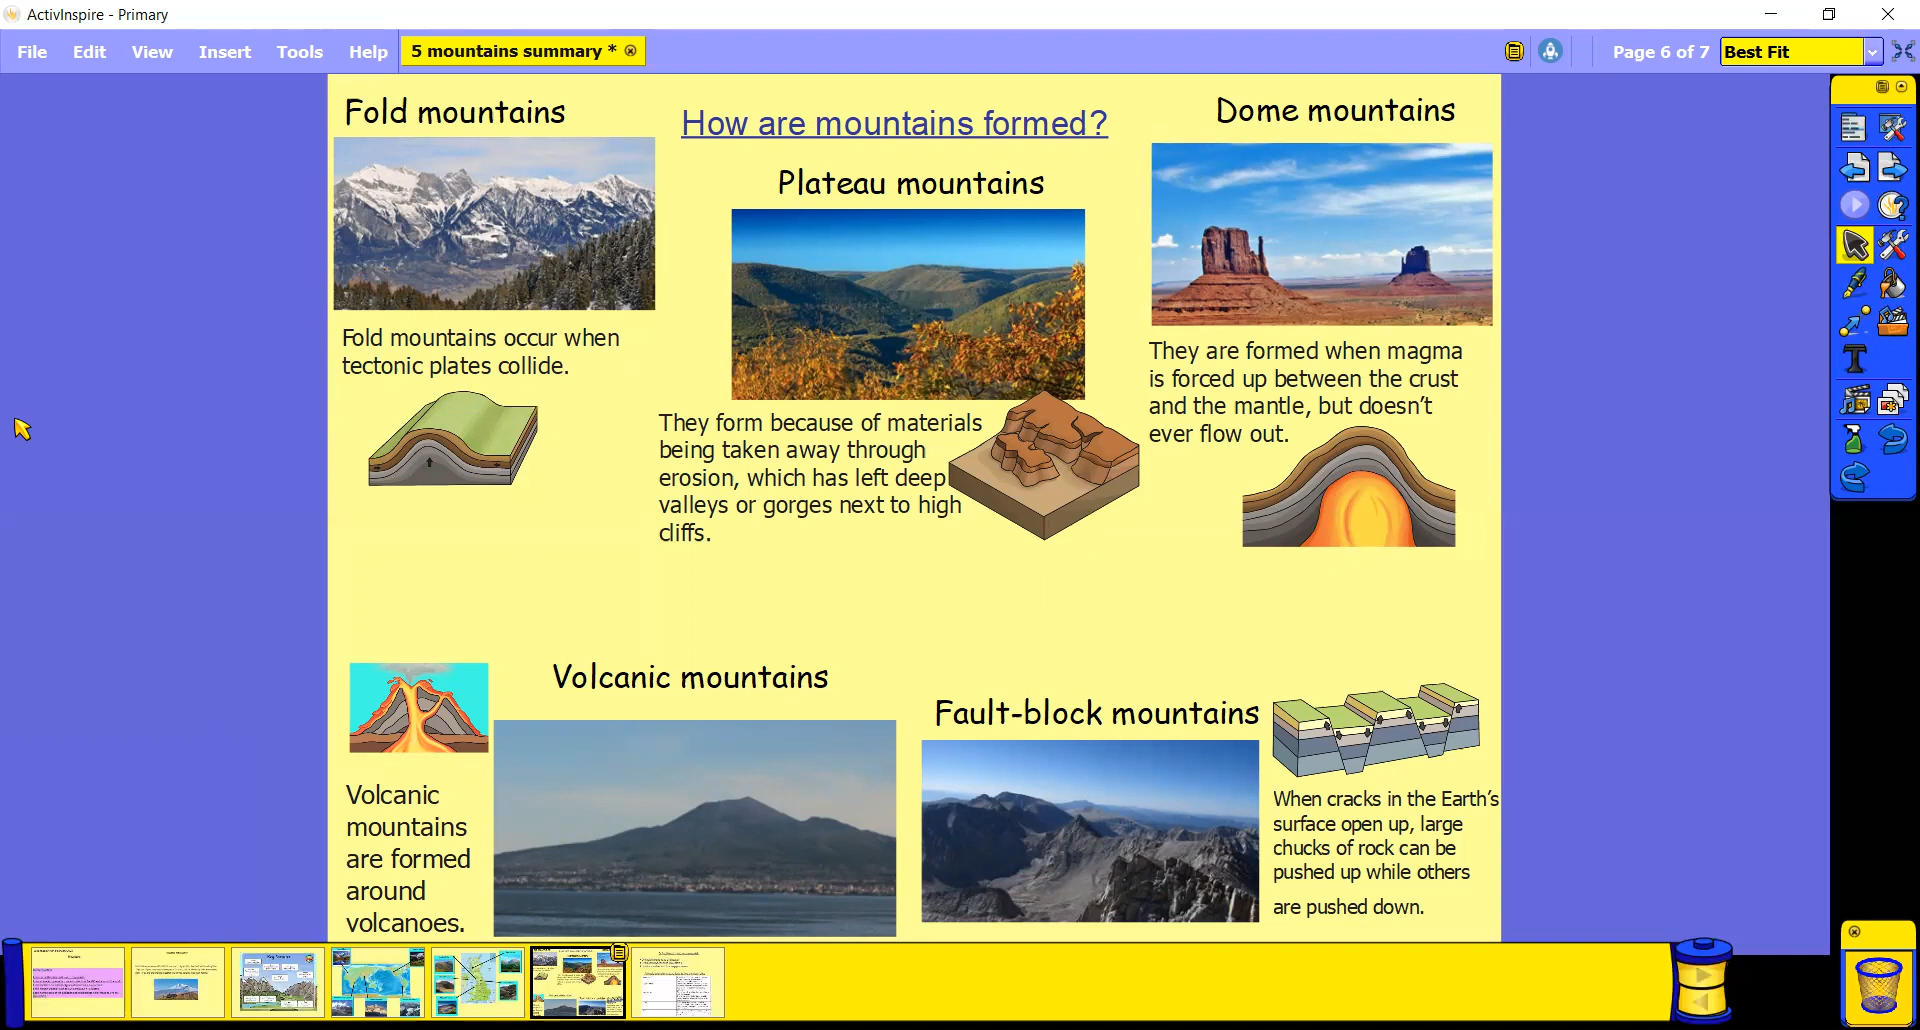 ActivInspire - Primary
File Edit View Insert Tools Help
5 mountains summary *
Page 6 of 7
Best Fit
Fold mountains
How are mountains formed?
Dome mountains
Plateau mountains
Fold mountains occur when
tectonic plates collide.
They form because of materials
being taken away through
erosion, which has left deep
valleys or gorges next to high
cliffs.
They are formed when magma
is forced up between the crust
and the mantle, but doesn't
ever flow out.
Volcanic mountains
Volcanic
mountains
are formed
around
volcanoes.
Fault-block mountains
When cracks in the Earth's
surface open up, large
chucks of rock can be
pushed up while others
are pushed down.